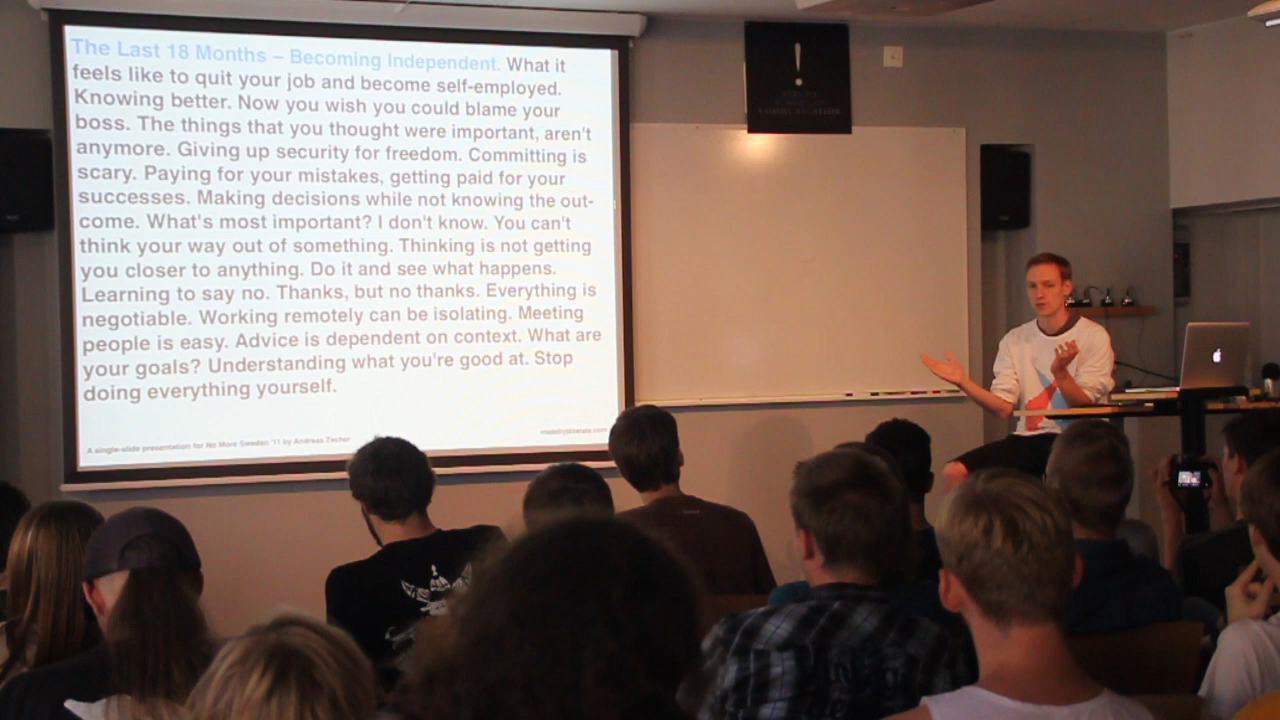 The Last 18 Months – Becoming Independent. What it
feels like to quit your job and become self-employed.
Knowing better. Now you wish you could blame your
boss. The things that you thought were important, aren't
anymore. Giving up security for freedom. Committing is
scary. Paying for your mistakes, getting paid for your
successes. Making decisions while not knowing the out-
come. What's most important? I don't know. You can't
think your way out of something. Thinking is not getting
you closer to anything. Do it and see what happens.
Learning to say no. Thanks, but no thanks. Everything is
negotiable. Working remotely can be isolating. Meeting
people is easy. Advice is dependent on context. What are
your goals? Understanding what you're good at. Stop
doing everything yourself.
A single-slide presentation for No More Sweden '11 by Andreas Zecher
!
COMMUNICATION